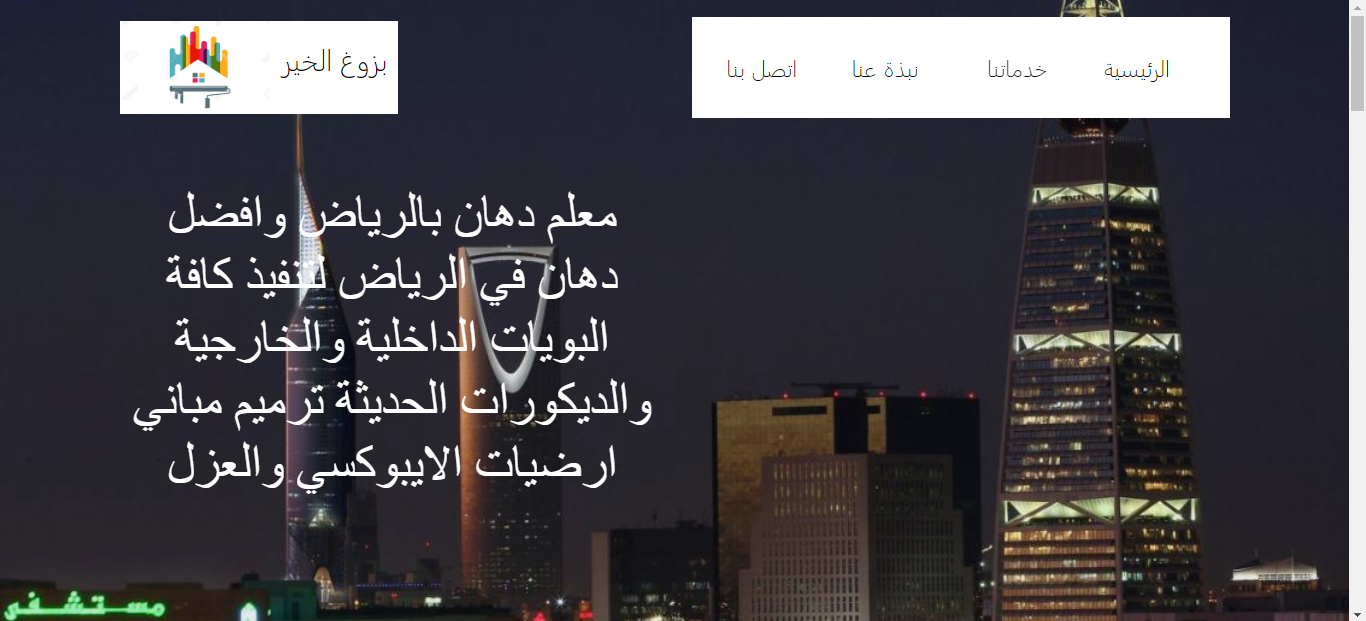 بزوغ الخير
الرئيسية
خدماتنا
نبذة عنا
اتصل بنا
معلم دهان بالرياض وافضل
دهان في الرياض لتنفيذ كافة
البويات الداخلية والخارجية
والديكورات الحديثة ترميم مباني
ارضيات الايبوكسي والعزل
مستشفى